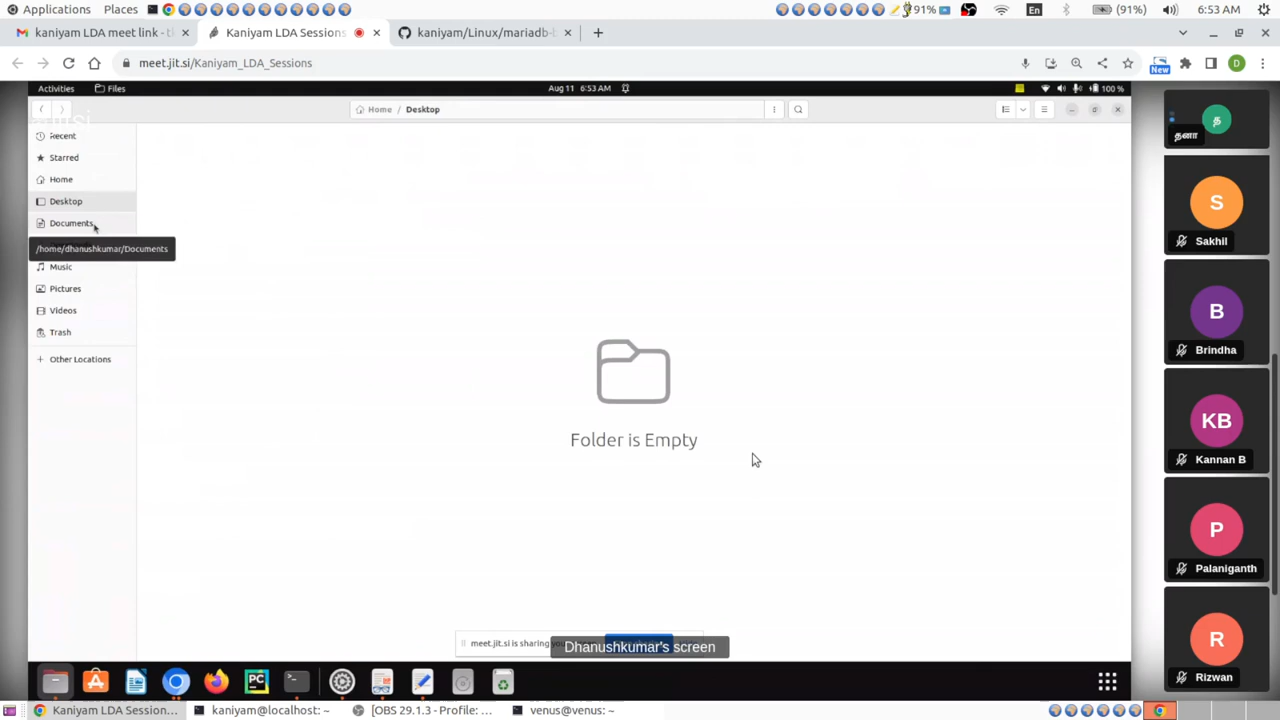 Applications Places
91%
En
(91%)
6:53 AM
kaniyam LDA meet link - tl
Kaniyam LDA Sessions
kaniyam/Linux/mariadb-b
meet.jit.si/Kaniyam_LDA_Sessions
New
D
Activities
Files
Aug 11 6:53 AM
100 %
Home / Desktop
Recent
Starred
Home
Desktop
Documents
/home/dhanushkumar/Documents
Music
Pictures
Videos
Trash
+ Other Locations
Folder is Empty
meet.jit.si is sharing
Dhanushkumar's screen
PC
த
தனா
S
Sakhil
B
Brindha
KB
Kannan B
P
Palaniganth
R
Rizwan
Kaniyam LDA Session...
kaniyam@localhost: ~
[OBS 29.1.3 - Profile: ...
venus@venus: ~